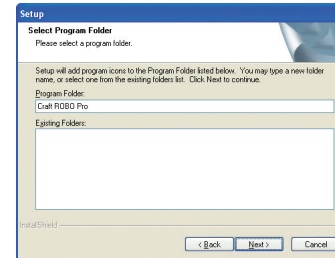 Setup
Select Program Folder
Please select a program folder.
Setup will add program icons to the Program Folder listed below. You may type a new folder
name, or select one from the existing folders list. Click Next to continue.
Program Folder:
Craft ROBO Pro
Existing Folders:
InstallShield
< Back Next > Cancel